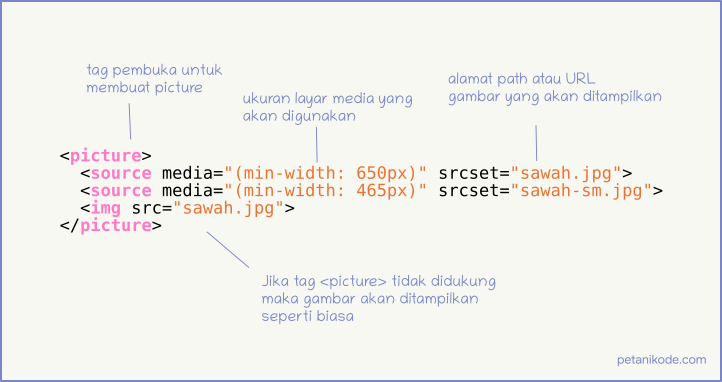 tag pembuka untuk
membuat picture
ukuran layar media yang
akan digunakan
alamat path atau URL
gambar yang akan ditampilkan
<picture>
  <source media="(min-width: 650px)" srcset="sawah.jpg">
  <source media="(min-width: 465px)" srcset="sawah-sm.jpg">
  <img src="sawah.jpg">
</picture>
Jika tag <picture> tidak didukung
maka gambar akan ditampilkan
seperti biasa
petanikode.com